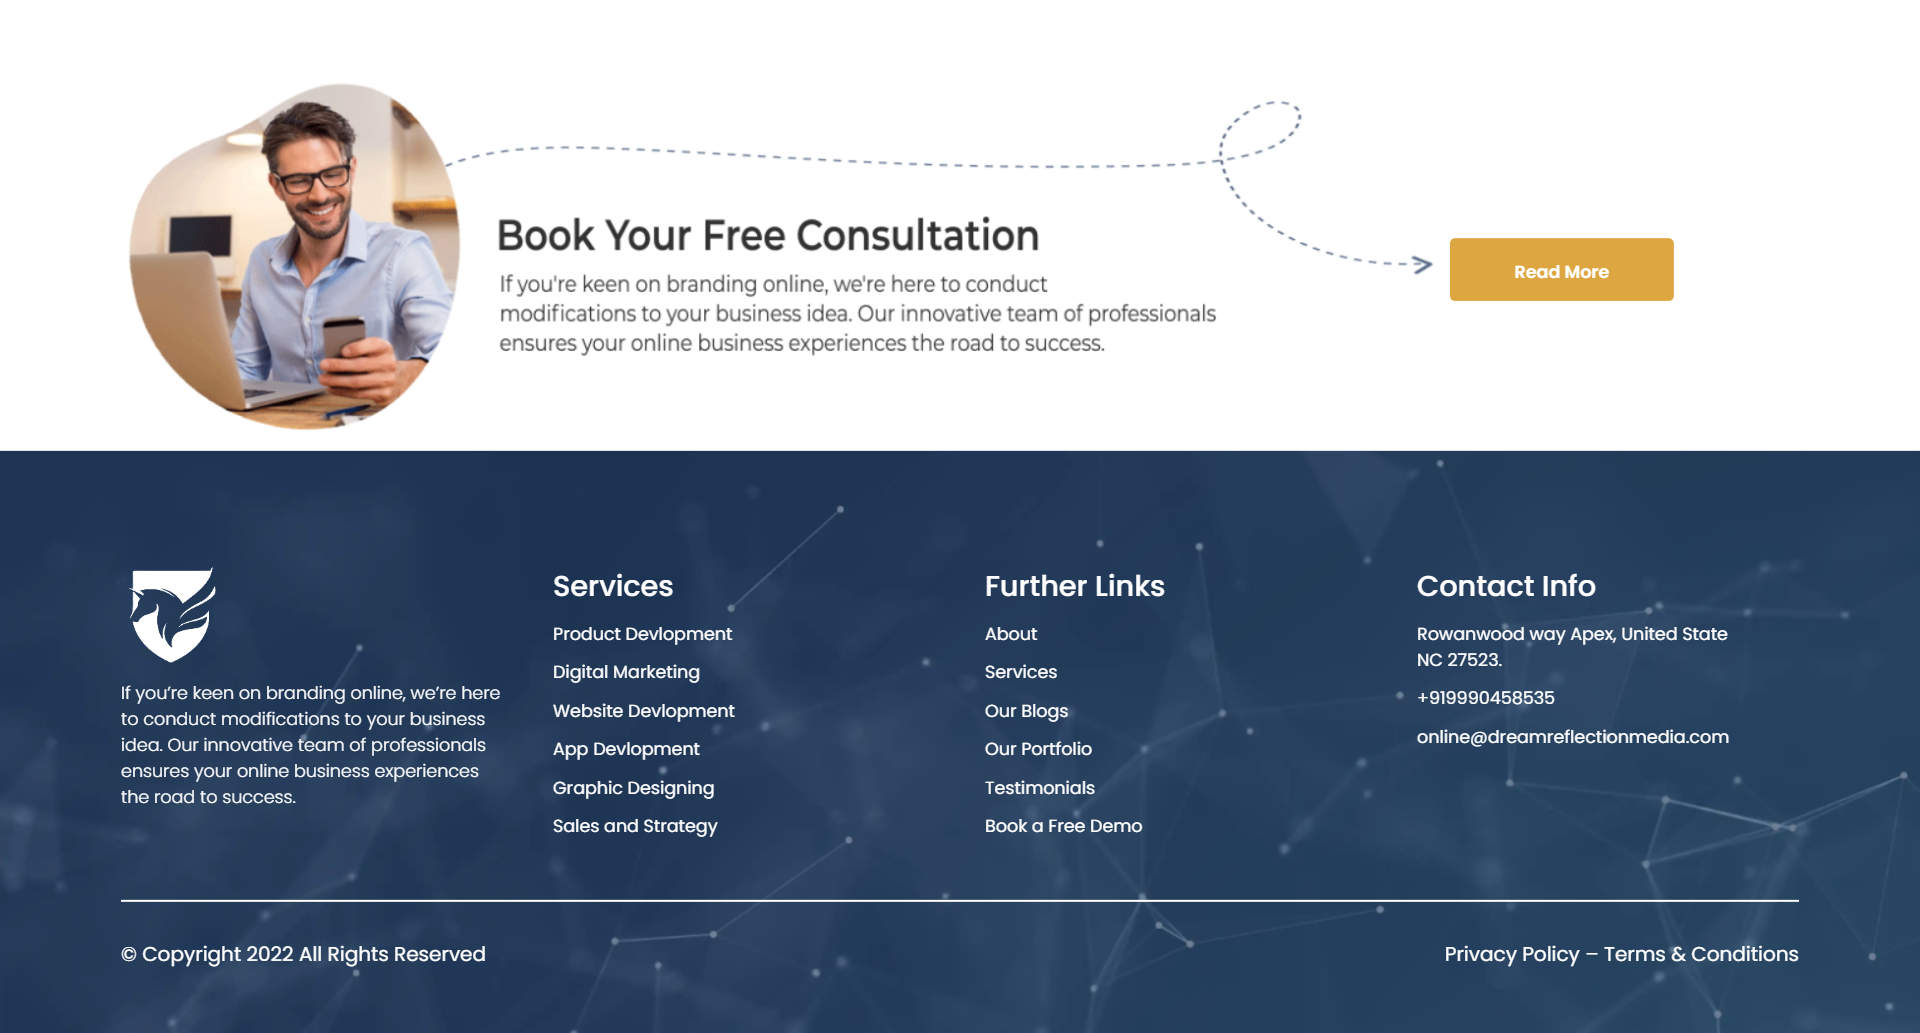 Book Your Free Consultation
If you're keen on branding online, we're here to conduct
modifications to your business idea. Our innovative team of professionals
ensures your online business experiences the road to success.
Read More
If you’re keen on branding online, we’re here
to conduct modifications to your business
idea. Our innovative team of professionals
ensures your online business experiences
the road to success.
Services
Product Devlopment
Digital Marketing
Website Devlopment
App Devlopment
Graphic Designing
Sales and Strategy
Further Links
About
Services
Our Blogs
Our Portfolio
Testimonials
Book a Free Demo
Contact Info
Rowanwood way Apex, United State
NC 27523.
+919990458535
online@dreamreflectionmedia.com
© Copyright 2022 All Rights Reserved
Privacy Policy – Terms & Conditions